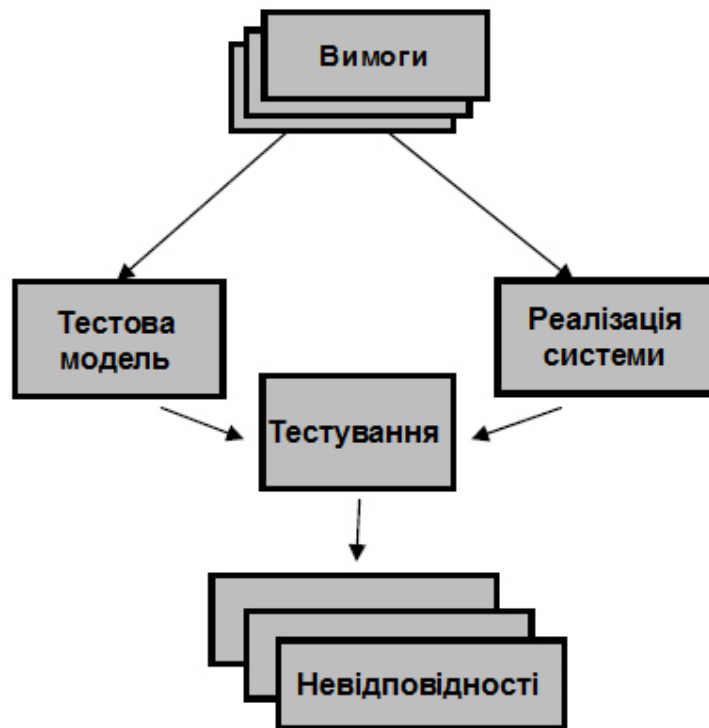 Вимоги
Тестова
модель
Реалізація
системи
Тестування
Невідповідності